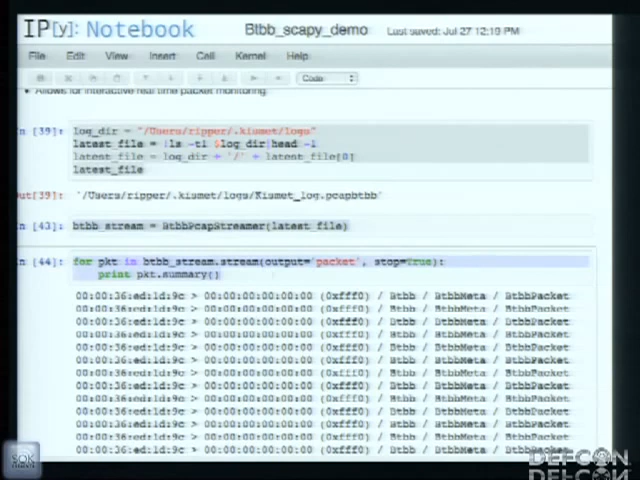 IP[y]: Notebook
Btbb_scapy_demo
Last saved: Jul 27 12:19 PM
File Edit View Insert Cell Kernel Help
Code
Allows for interactive real time packet monitoring.
n [39]: log_dir = "/Users/ripper/.kismet/logs"
latest_file = !ls -t1 $log_dir|head -1
latest_file = log_dir + '/' + latest_file[0]
latest_file
ut[39]: '/Users/ripper/.kismet/logs/Kismet_log.pcapbtbb'
n [43]: btbb_stream = BtbbPcapStreamer(latest_file)
n [44]: for pkt in btbb_stream.stream(output='packet', stop=True):
print pkt.summary()
00:00:36:ed:1d:9c > 00:00:00:00:00:00 (0xfff0) / Btbb / BtbbMeta / BtbbPacket
00:00:36:ed:1d:9c > 00:00:00:00:00:00 (0xfff0) / Btbb / BtbbMeta / BtbbPacket
00:00:36:ed:1d:9c > 00:00:00:00:00:00 (0xfff0) / Btbb / BtbbMeta / BtbbPacket
00:00:36:ed:1d:9c > 00:00:00:00:00:00 (0xfff0) / Btbb / BtbbMeta / BtbbPacket
00:00:36:ed:1d:9c > 00:00:00:00:00:00 (0xfff0) / Btbb / BtbbMeta / BtbbPacket
00:00:36:ed:1d:9c > 00:00:00:00:00:00 (0xfff0) / Btbb / BtbbMeta / BtbbPacket
00:00:36:ed:1d:9c > 00:00:00:00:00:00 (0xfff0) / Btbb / BtbbMeta / BtbbPacket
00:00:36:ed:1d:9c > 00:00:00:00:00:00 (0xfff0) / Btbb / BtbbMeta / BtbbPacket
00:00:36:ed:1d:9c > 00:00:00:00:00:00 (0xfff0) / Btbb / BtbbMeta / BtbbPacket
00:00:36:ed:1d:9c > 00:00:00:00:00:00 (0xfff0) / Btbb / BtbbMeta / BtbbPacket
00:00:36:ed:1d:9c > 00:00:00:00:00:00 (0xfff0) / Btbb / BtbbMeta / BtbbPacket
00:00:36:ed:1d:9c > 00:00:00:00:00:00 (0xfff0) / Btbb / BtbbMeta / BtbbPacket
00:00:36:ed:1d:9c > 00:00:00:00:00:00 (0xfff0) / Btbb / BtbbMeta / BtbbPacket
SOK
DEFCON